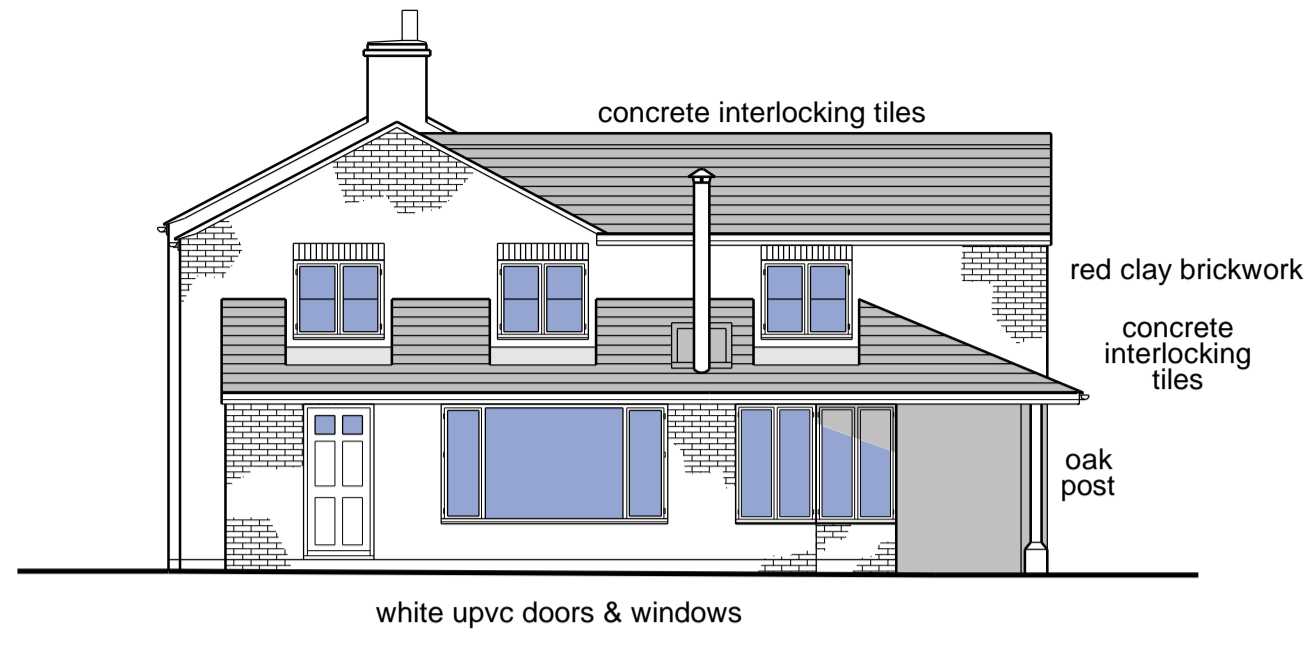 concrete interlocking tiles
red clay brickwork
concrete
interlocking
tiles
oak
post
white upvc doors & windows